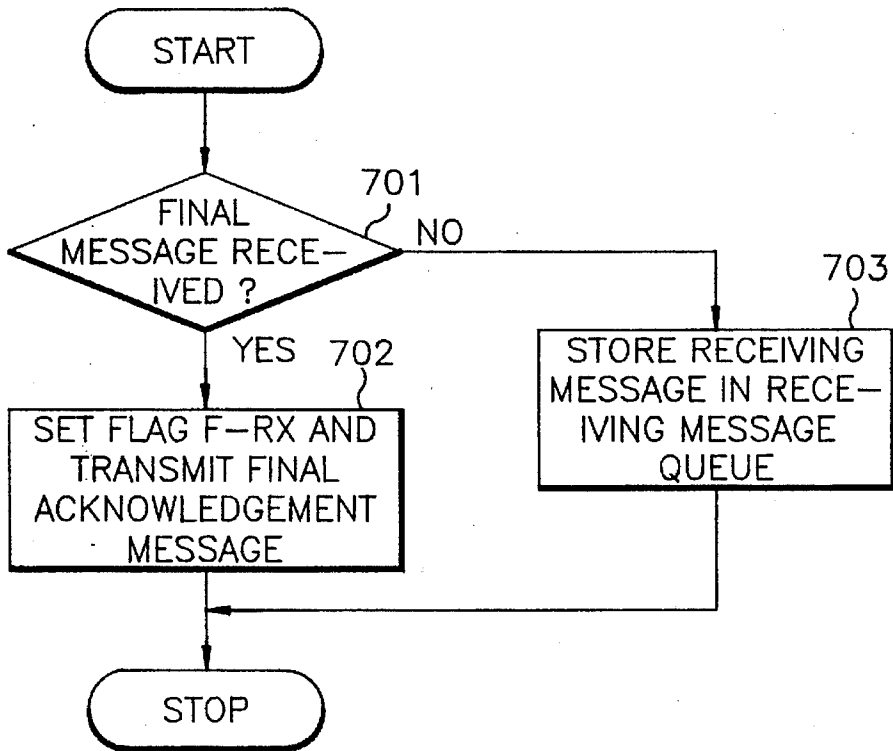 START
701
FINAL
MESSAGE RECE-
IVED ?
NO
YES
702
SET FLAG F-RX AND
TRANSMIT FINAL
ACKNOWLEDGEMENT
MESSAGE
703
STORE RECEIVING
MESSAGE IN RECE-
IVING MESSAGE
QUEUE
STOP